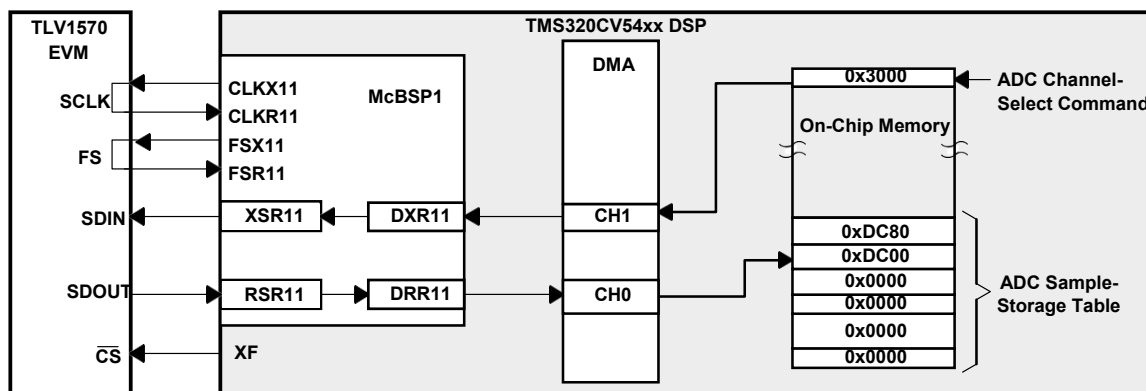 TLV1570
EVM
SCLK
FS
SDIN
SDOUT
CS
TMS320CV54xx DSP
McBSP1
CLKX11
CLKR11
FSX11
FSR11
XSR11
DXR11
RSR11
DRR11
XF
DMA
CH1
CH0
0x3000
On-Chip Memory
0xDC80
0xDC00
0x0000
0x0000
0x0000
0x0000
ADC Channel-
Select Command
ADC Sample-
Storage Table